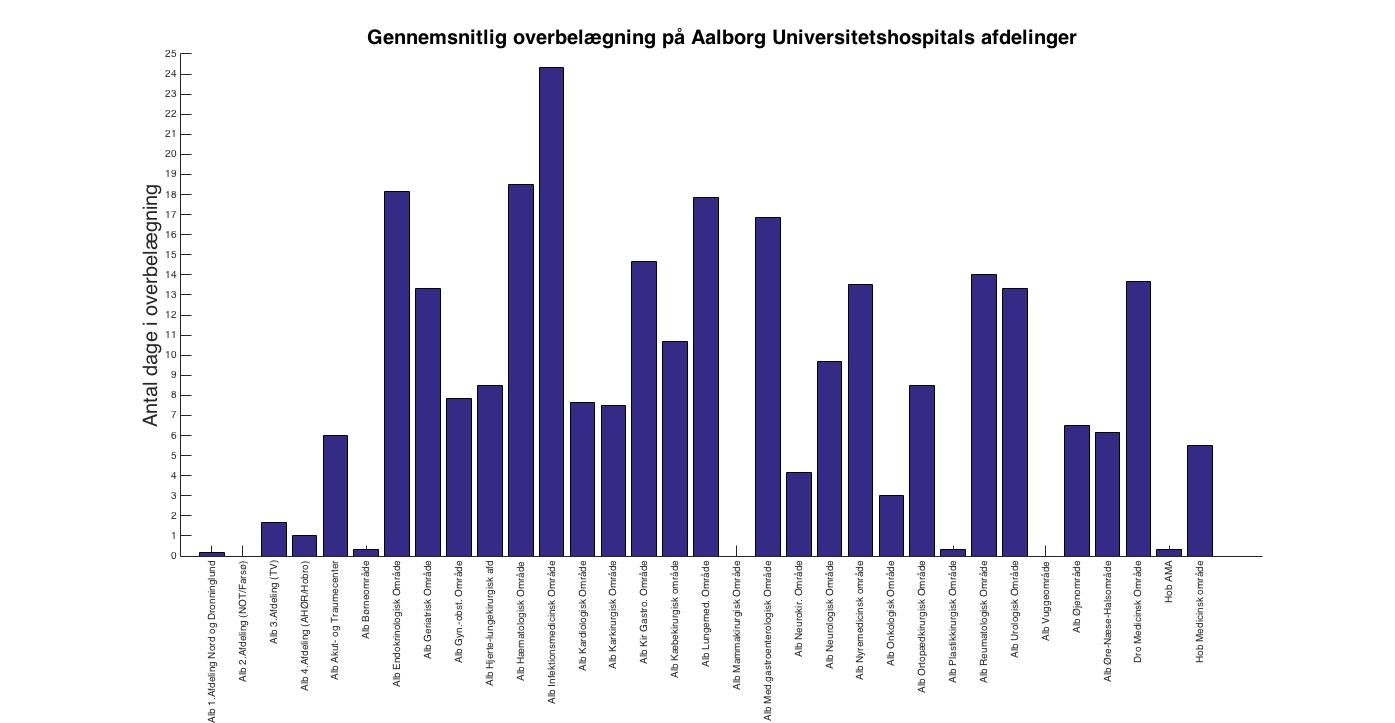 Gennemsnitlig overbelægning på Aalborg Universitetshospitals afdelinger
Antal dage i overbelægning
25
24
23
22
21
20
19
18
17
16
15
14
13
12
11
10
9
8
7
6
5
4
3
2
1
0
Alb 1.Afdeling Nord og Dronninglund
Alb 2.Afdeling (NOT/Farsø)
Alb 3.Afdeling (TV)
Alb 4.Afdeling (AHØR/Hobro)
Alb Akut- og Traumecenter
Alb Børneområde
Alb Endokrinologisk Område
Alb Geriatrisk Område
Alb Gyn.-obst. Område
Alb Hjerte-lungekirurgisk afd
Alb Hæmatologisk Område
Alb Infektionsmedicinsk Område
Alb Kardiologisk Område
Alb Karkirurgisk Område
Alb Kir Gastro. Område
Alb Kæbekirurgisk område
Alb Lungemed. Område
Alb Mammakirurgisk Område
Alb Med.gastroenterologisk Område
Alb Neurokir. Område
Alb Neurologisk Område
Alb Nyremedicinsk område
Alb Onkologisk Område
Alb Ortopædkirurgisk Område
Alb Plastikkirurgisk Område
Alb Reumatologisk Område
Alb Urologisk Område
Alb Vuggeområde
Alb Øjenområde
Alb Øre-Næse-Halsområde
Dro Medicinsk Område
Hob AMA
Hob Medicinsk område